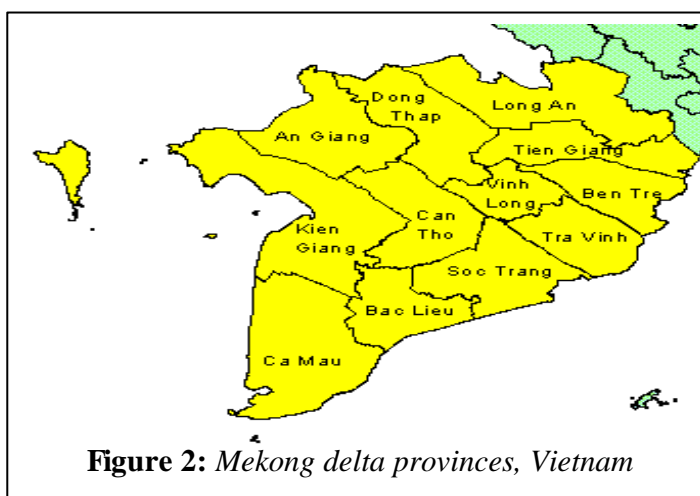 Dong
Thap
Long An
An Giang
Tien Giang
Vinh
Long
Ben Tre
Can
Tho
Kien
Giang
Tra Vinh
Soc Trang
Bac Lieu
Ca Mau
Figure 2: Mekong delta provinces, Vietnam